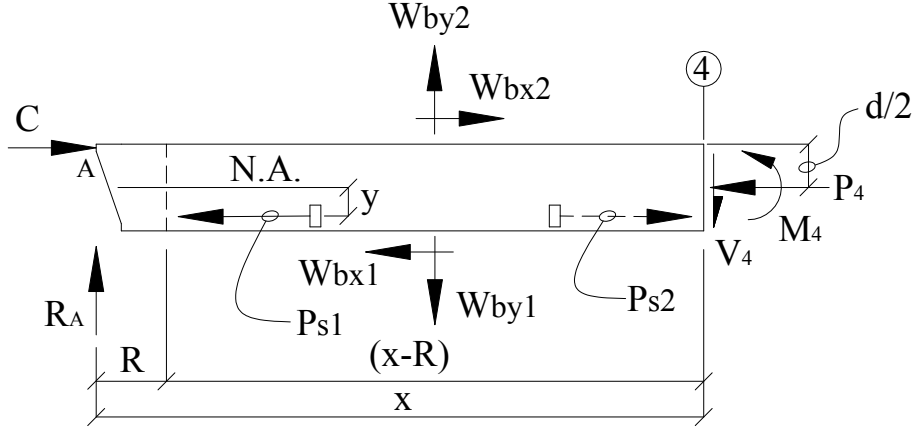 Wby2
4
Wbx2
C
d/2
A
N.A.
y
P4
M4
V4
Wbx1
Wby1
Ps1
Ps2
RA
R
(x-R)
x